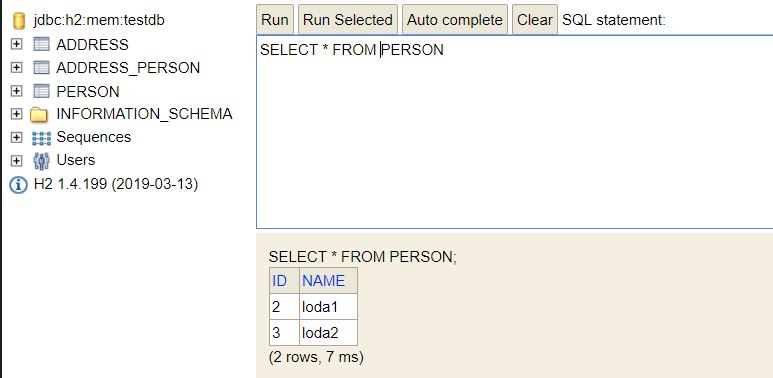 jdbc:h2:mem:testdb
ADDRESS
ADDRESS_PERSON
PERSON
INFORMATION_SCHEMA
Sequences
Users
H2 1.4.199 (2019-03-13)
Run Run Selected Auto complete Clear SQL statement:
SELECT * FROM PERSON
SELECT * FROM PERSON;
ID NAME
2 loda1
3 loda2
(2 rows, 7 ms)